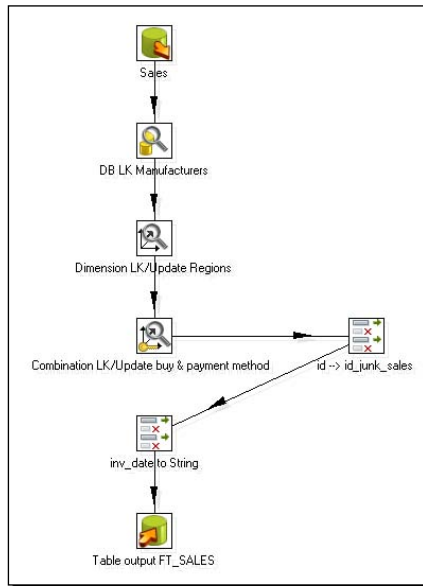 Sales
DB LK Manufacturers
Dimension LK/Update Regions
Combination LK/Update buy & payment method
id --> id_junk_sales
inv_date to String
Table output FT_SALES